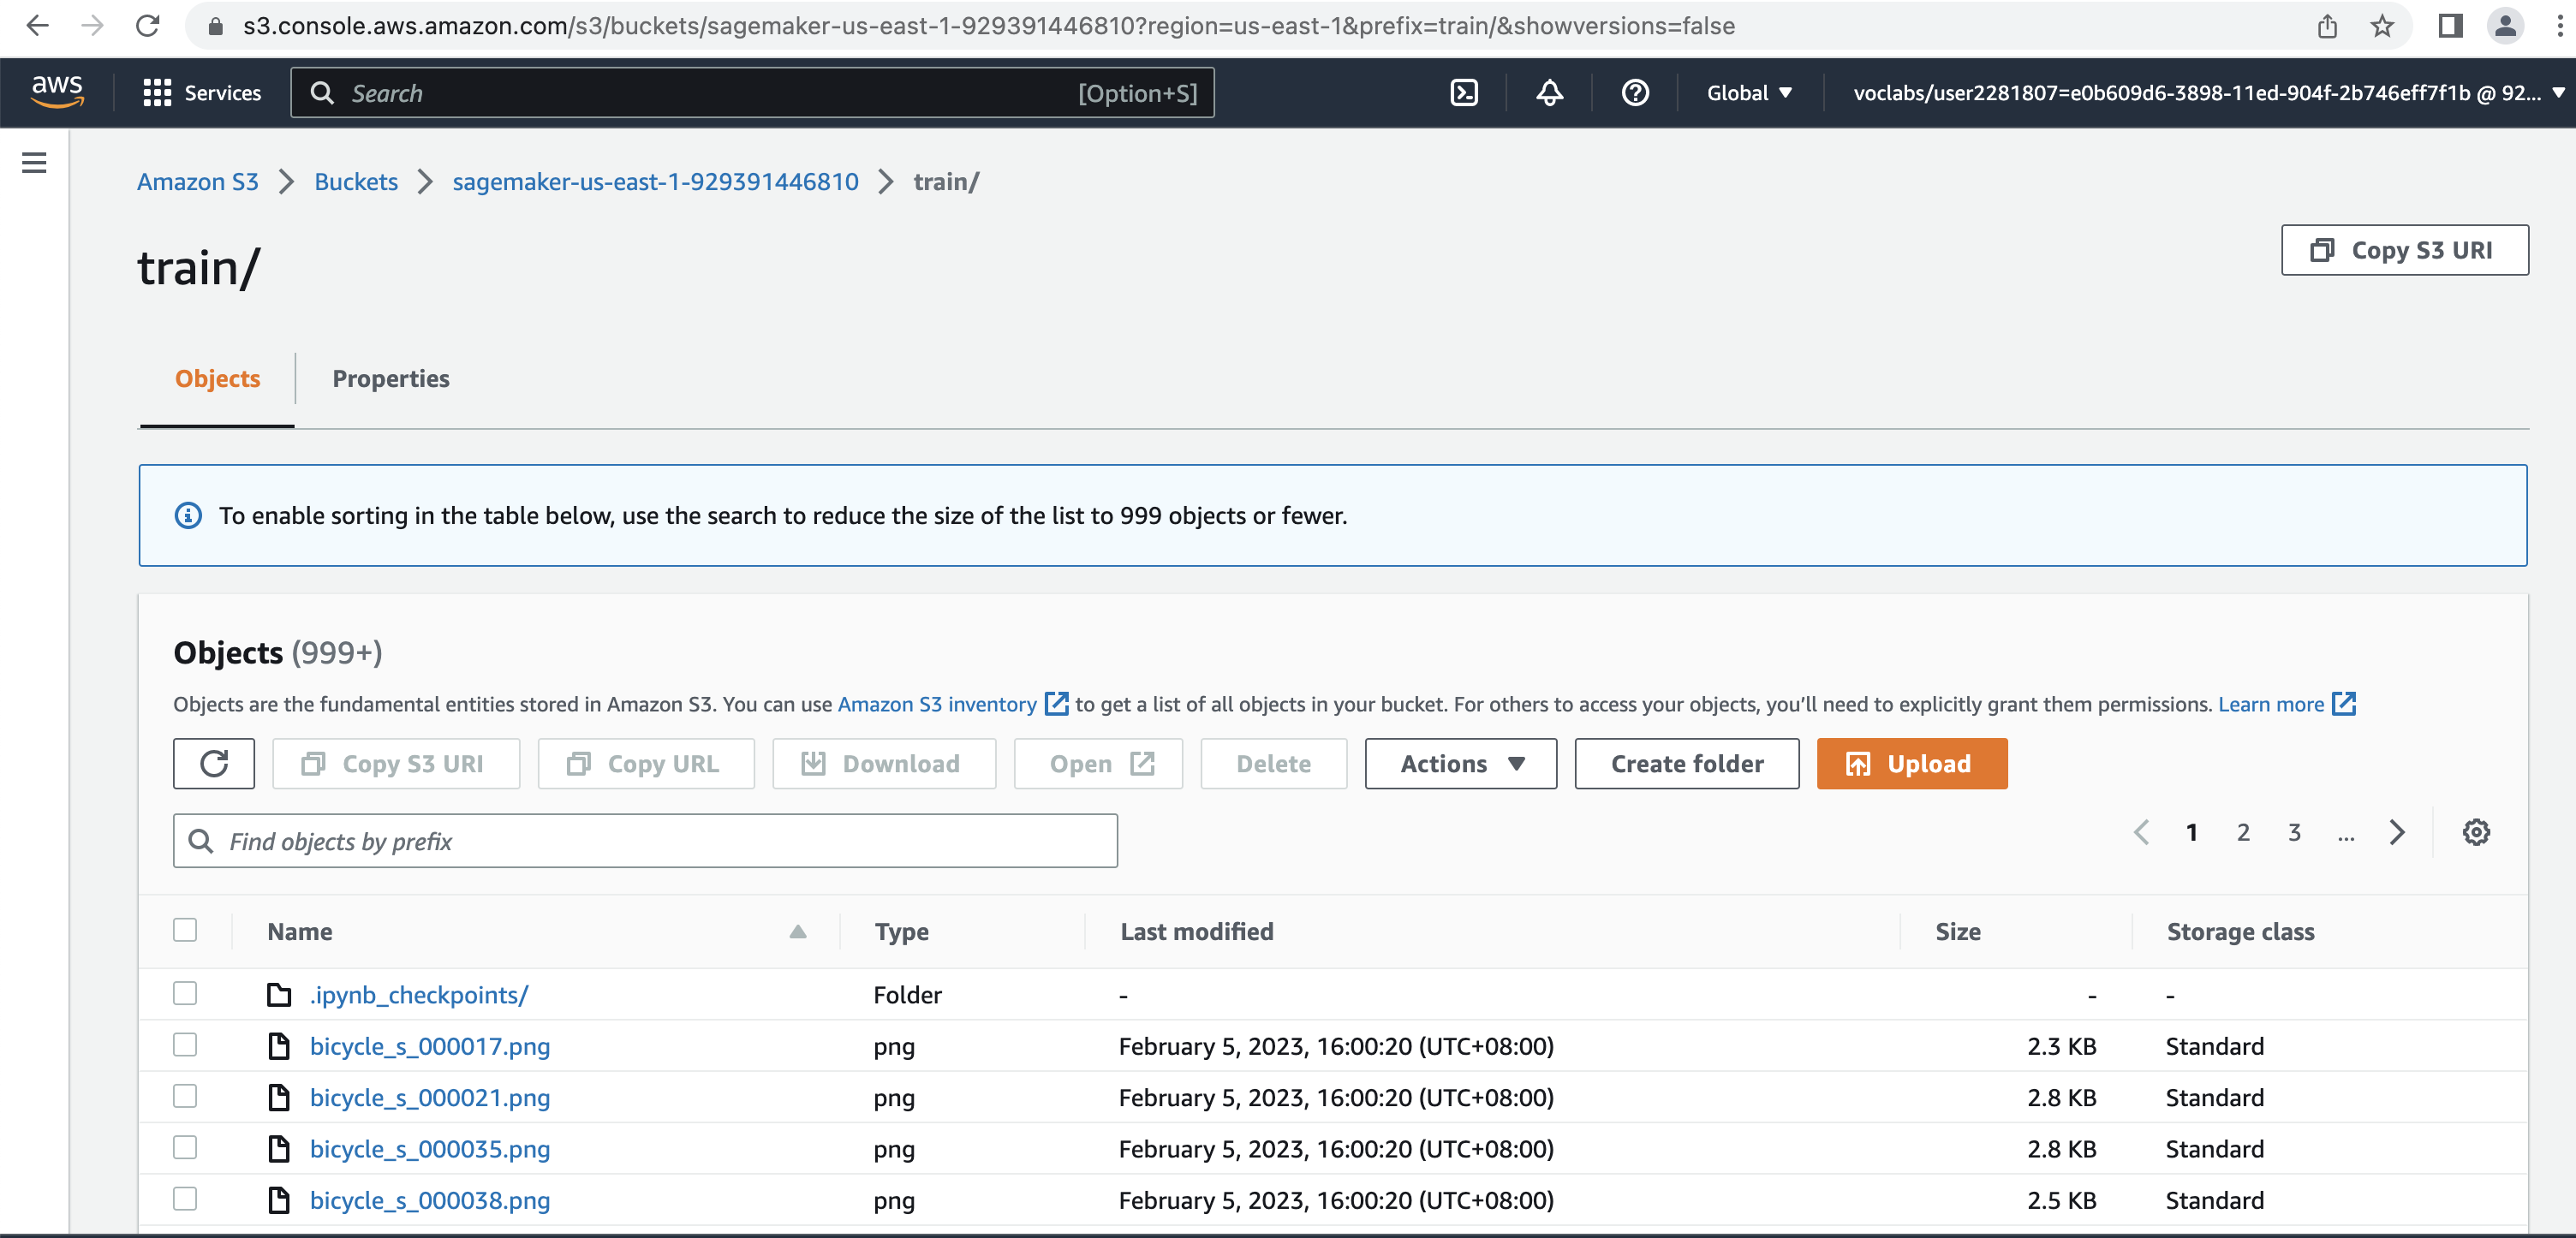 s3.console.aws.amazon.com/s3/buckets/sagemaker-us-east-1-929391446810?region=us-east-1&prefix=train/&showversions=false
aws Services Search [Option+S] Global voclabs/user2281807=e0b609d6-3898-11ed-904f-2b746eff7f1b @ 92...
Amazon S3 > Buckets > sagemaker-us-east-1-929391446810 > train/
train/
Copy S3 URI
Objects Properties
To enable sorting in the table below, use the search to reduce the size of the list to 999 objects or fewer.
Objects (999+)
Objects are the fundamental entities stored in Amazon S3. You can use Amazon S3 inventory to get a list of all objects in your bucket. For others to access your objects, you’ll need to explicitly grant them permissions. Learn more
Copy S3 URI Copy URL Download Open Delete Actions Create folder Upload
Find objects by prefix
1 2 3 ...
Name Type Last modified Size Storage class
.ipynb_checkpoints/ Folder - - -
bicycle_s_000017.png png February 5, 2023, 16:00:20 (UTC+08:00) 2.3 KB Standard
bicycle_s_000021.png png February 5, 2023, 16:00:20 (UTC+08:00) 2.8 KB Standard
bicycle_s_000035.png png February 5, 2023, 16:00:20 (UTC+08:00) 2.8 KB Standard
bicycle_s_000038.png png February 5, 2023, 16:00:20 (UTC+08:00) 2.5 KB Standard